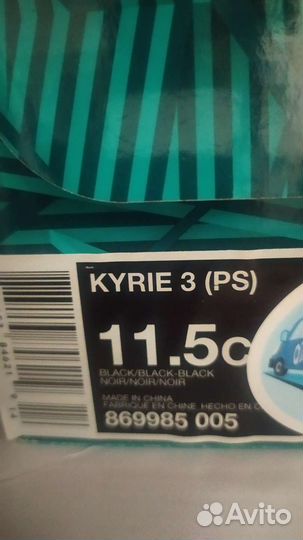 KYRIE 3 (PS)
11.5C
BLACK/BLACK-BLACK
NOIR/NOIR/NOIR
MADE IN CHINA
FABRIQUE EN CHINE HECHO EN
869985 005
Avito